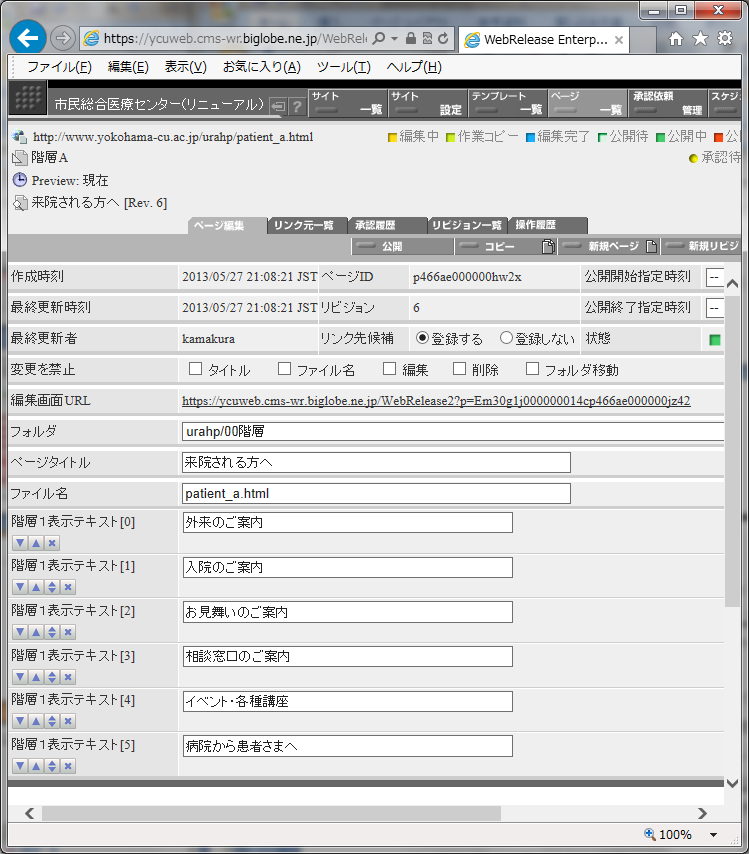 https://ycuweb.cms-wr.biglobe.ne.jp/WebRele
WebRelease Enterp...
ファイル(F) 編集(E) 表示(V) お気に入り(A) ツール(T) ヘルプ(H)
市民総合医療センター(リニューアル)
サイト 一覧 サイト 設定 テンプレート 一覧 ページ 一覧 承認依頼 管理 スケジ
http://www.yokohama-cu.ac.jp/urahp/patient_a.html
編集中 作業コピー 編集完了 公開待 公開中 公
階層A
承認待
Preview: 現在
来院される方へ [Rev. 6]
ページ編集 リンク元一覧 承認履歴 リビジョン一覧 操作履歴
公開 コピー 新規ページ 新規リビジ
作成時刻 2013/05/27 21:08:21 JST ページID p466ae000000hw2x 公開開始指定時刻 --
最終更新時刻 2013/05/27 21:08:21 JST リビジョン 6 公開終了指定時刻 --
最終更新者 kamakura リンク先候補 登録する 登録しない 状態
変更を禁止 タイトル ファイル名 編集 削除 フォルダ移動
編集画面URL https://ycuweb.cms-wr.biglobe.ne.jp/WebRelease2?p=Em30g1j000000014cp466ae000000jz42
フォルダ urahp/00階層
ページタイトル 来院される方へ
ファイル名 patient_a.html
階層1表示テキスト[0] 外来のご案内
階層1表示テキスト[1] 入院のご案内
階層1表示テキスト[2] お見舞いのご案内
階層1表示テキスト[3] 相談窓口のご案内
階層1表示テキスト[4] イベント・各種講座
階層1表示テキスト[5] 病院から患者さまへ
100%